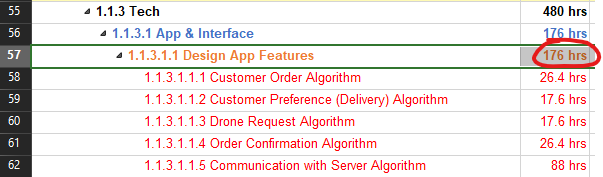 55 1.1.3 Tech 480 hrs
56 1.1.3.1 App & Interface 176 hrs
57 1.1.3.1.1 Design App Features 176 hrs
58 1.1.3.1.1.1 Customer Order Algorithm 26.4 hrs
59 1.1.3.1.1.2 Customer Preference (Delivery) Algorithm 17.6 hrs
60 1.1.3.1.1.3 Drone Request Algorithm 17.6 hrs
61 1.1.3.1.1.4 Order Confirmation Algorithm 26.4 hrs
62 1.1.3.1.1.5 Communication with Server Algorithm 88 hrs